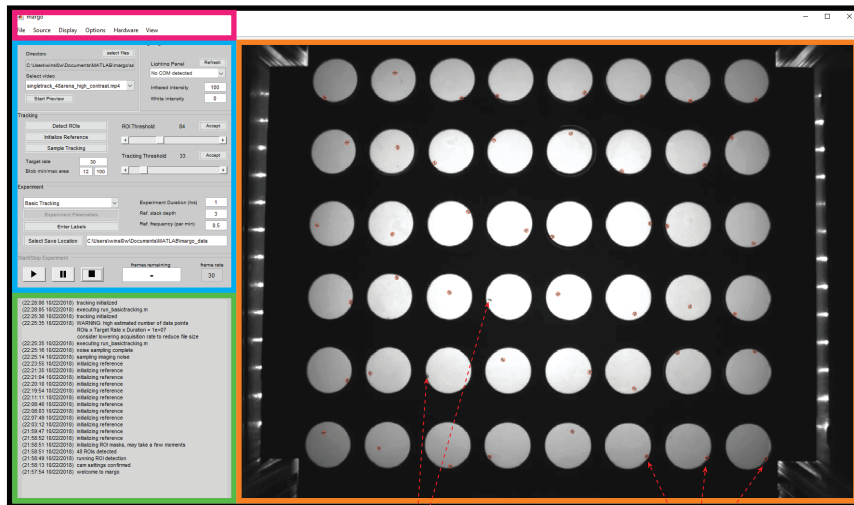 margo
File Source Display Options Hardware View
Directory
select files
C:\Users\winsl0w\Documents\MATLAB\margo\sa
Select video
singletrack_48arena_high_contrast.mp4
Start Preview
Lighting Panel
Refresh
No COM detected
Infrared intensity 100
White intensity 0
Tracking
Detect ROIs
Initialize Reference
Sample Tracking
Target rate 30
Blob min/max area 12 100
ROI Threshold 84 Accept
Tracking Threshold 33 Accept
Experiment
Basic Tracking
Experiment Parameters
Enter Labels
Experiment Duration (hrs) 1
Ref. stack depth 3
Ref. frequency (per min) 0.5
Select Save Location C:\Users\winsl0w\Documents\MATLAB\margo_data
Start/Stop Experiment
frames remaining
-
frame rate
30
(22:28:06 10/22/2018) tracking initialized
(22:28:05 10/22/2018) executing run_basictracking.m
(22:25:36 10/22/2018) tracking initialized
(22:25:35 10/22/2018) WARNING: high estimated number of data points
ROIs x Target Rate x Duration = 1e+07
consider lowering acquisition rate to reduce file size
(22:25:35 10/22/2018) executing run_basictracking.m
(22:25:16 10/22/2018) noise sampling complete
(22:25:14 10/22/2018) sampling imaging noise
(22:23:55 10/22/2018) initializing reference
(22:21:35 10/22/2018) initializing reference
(22:21:04 10/22/2018) initializing reference
(22:20:10 10/22/2018) initializing reference
(22:19:54 10/22/2018) initializing reference
(22:11:11 10/22/2018) initializing reference
(22:08:46 10/22/2018) initializing reference
(22:08:03 10/22/2018) initializing reference
(22:07:49 10/22/2018) initializing reference
(22:03:12 10/22/2018) initializing reference
(21:59:47 10/22/2018) initializing reference
(21:58:52 10/22/2018) initializing reference
(21:58:51 10/22/2018) initializing ROI masks, may take a few moments
(21:58:51 10/22/2018) 48 ROIs detected
(21:58:49 10/22/2018) running ROI detection
(21:58:13 10/22/2018) cam settings confirmed
(21:57:54 10/22/2018) welcome to margo